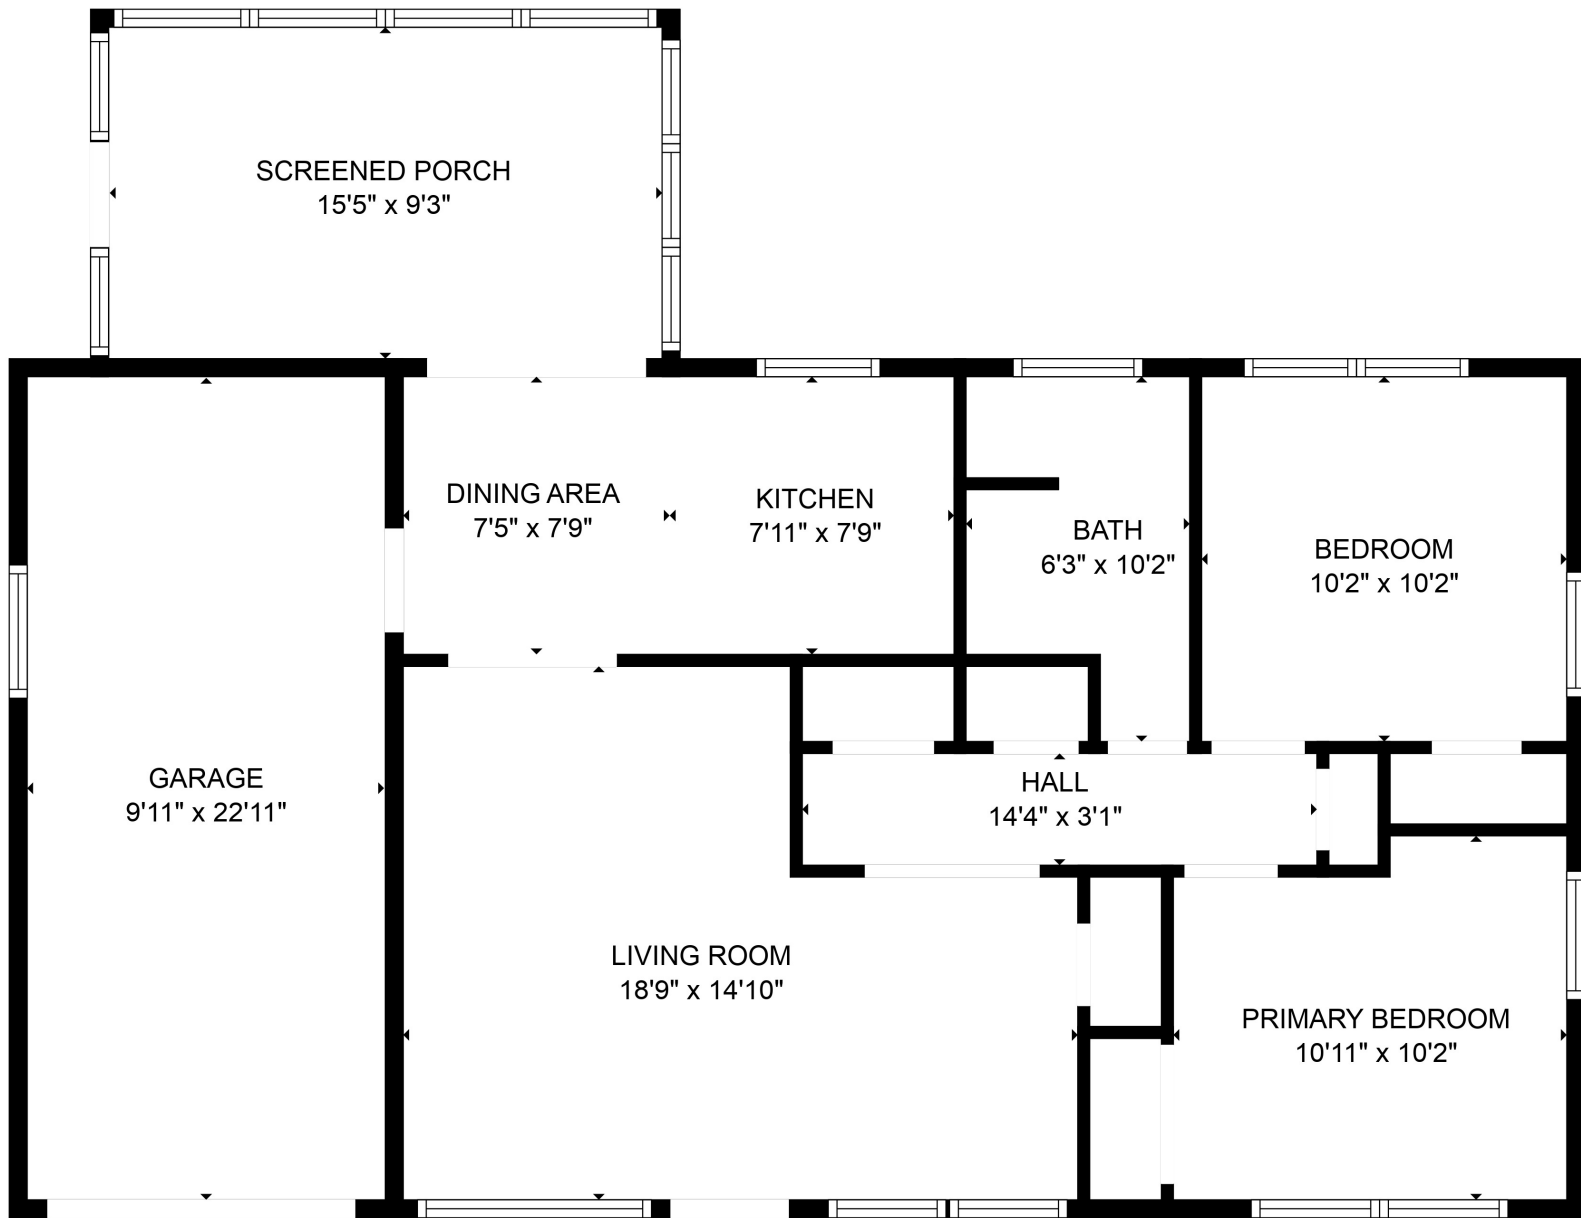 SCREENED PORCH
15'5" x 9'3"
DINING AREA
7'5" x 7'9"
KITCHEN
7'11" x 7'9"
BATH
6'3" x 10'2"
BEDROOM
10'2" x 10'2"
GARAGE
9'11" x 22'11"
HALL
14'4" x 3'1"
LIVING ROOM
18'9" x 14'10"
PRIMARY BEDROOM
10'11" x 10'2"